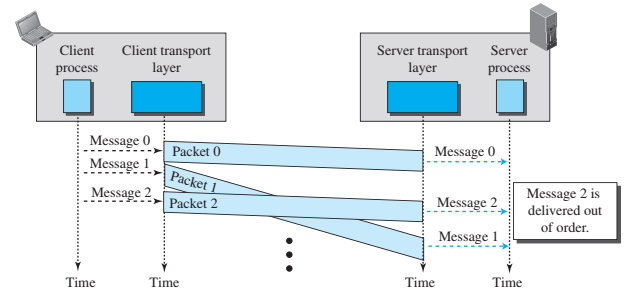 Client
process
Client transport
layer
Server transport
layer
Server
process
Message 0
Packet 0
Message 0
Message 1
Packet 1
Message 2
Packet 2
Message 2
Message 1
Message 2 is
delivered out
of order.
Time
Time
Time
Time